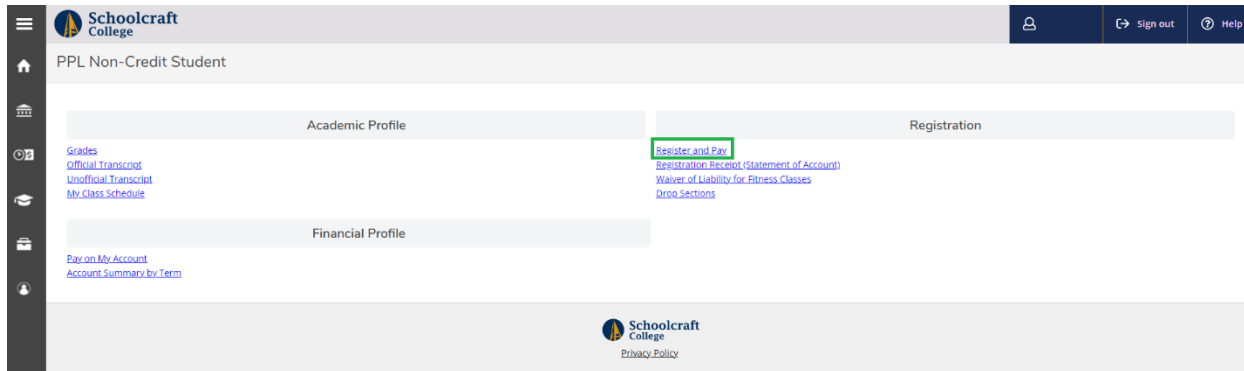 Schoolcraft
College
Sign out
Help
PPL Non-Credit Student
Academic Profile
Grades
Official Transcript
Unofficial Transcript
My Class Schedule
Registration
Register and Pay
Registration Receipt (Statement of Account)
Waiver of Liability for Fitness Classes
Drop Sections
Financial Profile
Pay on My Account
Account Summary by Term
Schoolcraft
College
Privacy Policy